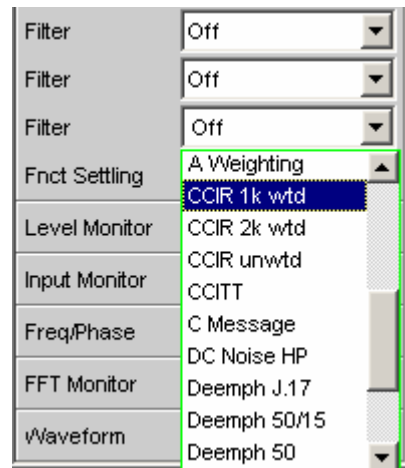 Filter Off
Filter Off
Filter Off
Fnct Settling A Weighting
CCIR 1k wtd
Level Monitor CCIR 2k wtd
CCIR unwtd
Input Monitor CCITT
Freq/Phase C Message
DC Noise HP
FFT Monitor Deemph J.17
Deemph 50/15
Waveform Deemph 50